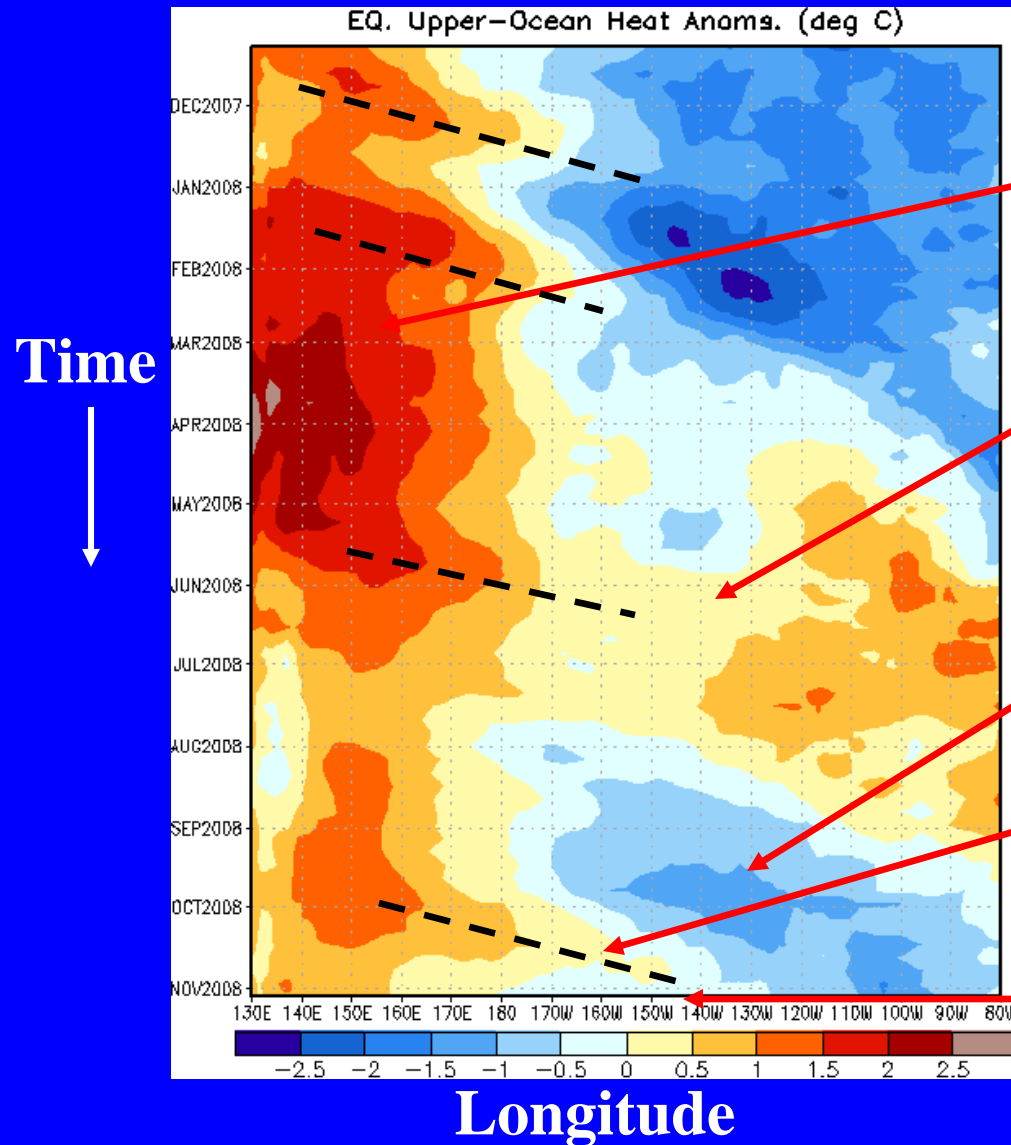 EQ. Upper-Ocean Heat Anoms. (deg C)
DEC2007
JAN2008
FEB2008
MAR2008
APR2008
MAY2008
JUN2008
JUL2008
AUG2008
SEP2008
OCT2008
NOV2008
Time
130E 140E 150E 160E 170E 180 170W 160W 150W 140W 130W 120W 110W 100W 90W 80W
-2.5 -2 -1.5 -1 -0.5 0 0.5 1 1.5 2 2.5
Longitude